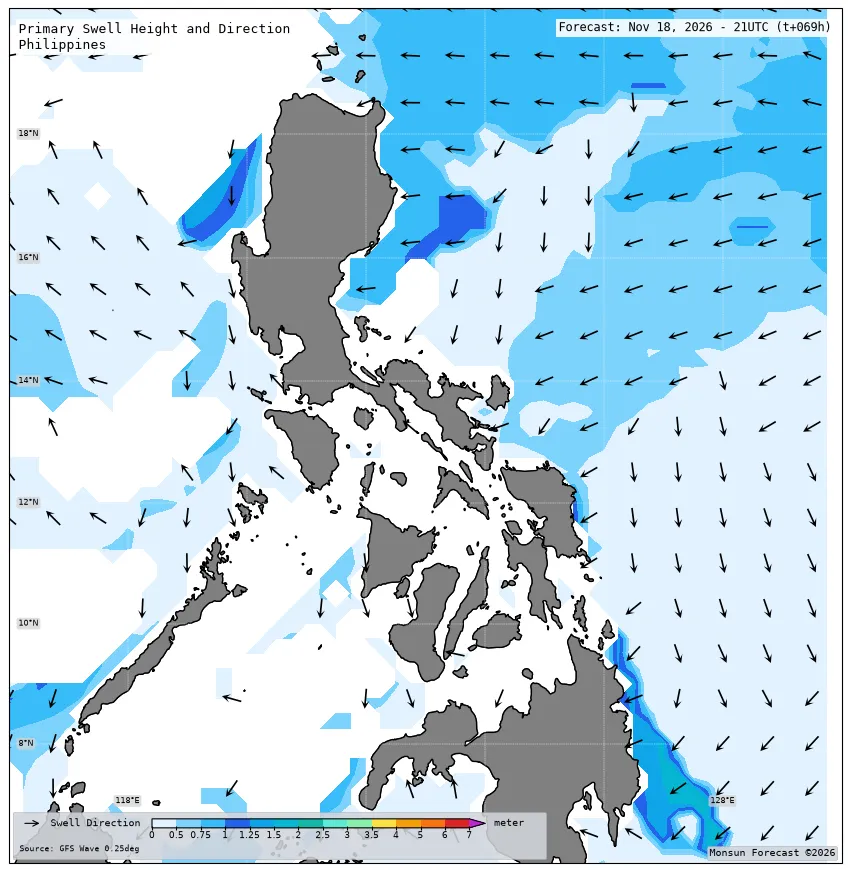 Primary Swell Height and Direction
Philippines
Forecast: Nov 18, 2026 - 21UTC (t+069h)
18°N
16°N
14°N
12°N
10°N
8°N
118°E
128°E
Swell Direction
meter
0 0.5 0.75 1 1.25 1.5 2 2.5 3 3.5 4 5 6 7
Source: GFS Wave 0.25deg
Monsun Forecast ©2026